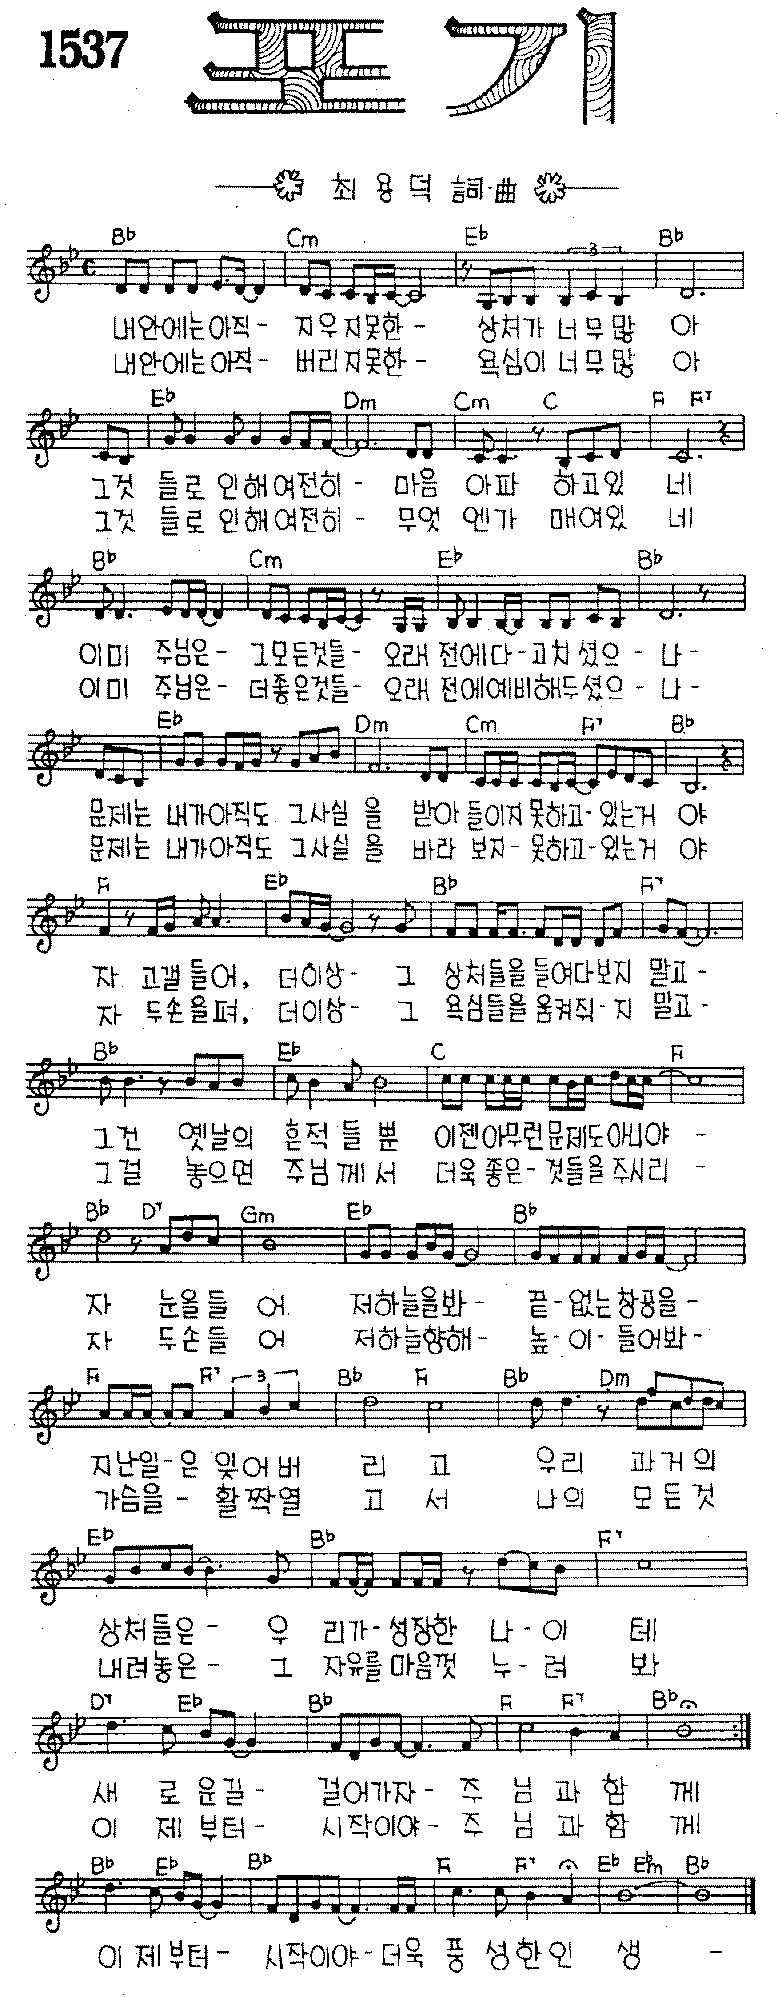 1537 포기
최용덕 詞·曲
B♭ Cm E♭ 3 B♭
내안에는아직- 지우지못한- 상처가 너무많 아
내안에는아직- 버리지못한- 욕심이 너무많 아
E♭ Dm Cm C F F7
그것 들로 인해여전히- 마음 아파 하고있 네
그것 들로 인해여전히- 무엇 엔가 매여있 네
B♭ Cm E♭ B♭
이미 주님은- 그모든것들- 오래 전에다-고치셨으- 나-
이미 주님은- 더좋은것들- 오래 전에예비해두셨으- 나-
E♭ Dm Cm F7 B♭
문제는 내가아직도 그사실 을 받아 들이지못하고-있는거 야
문제는 내가아직도 그사실 을 바라 보지-못하고-있는거 야
F E♭ B♭ F7
자 고갤들어, 더이상- 그 상처들을들여다보지 말고-
자 두손을펴, 더이상- 그 욕심들을움켜쥐-지 말고-
B♭ E♭ C F
그건 옛날의 흔적들뿐 이젠아무런문제도아니야 -
그걸 놓으면 주님께서 더욱좋은-것들을주시리 -
B♭ D7 Gm E♭ B♭
자 눈을들 어 저하늘을봐- 끝-없는창공을-
자 두손들 어 저하늘향해- 높-이-들어봐-
F F7 3 B♭ F B♭ Dm
지난일-은 잊어버 리 고 우리 과거의
가슴을- 활짝열 고 서 나의 모든것
E♭ B♭ F7
상처들은- 우 리가-성장한 나-이 테
내려놓은- 그 자유를마음껏 누-려 봐
D7 E♭ B♭ F F7 B♭
새 로운길- 걸어가자- 주 님과함 께
이 제부터- 시작이야- 주 님과함 께
B♭ E♭ B♭ F F7 E♭ E♭m B♭
이제부터- 시작이야-더욱 풍 성한인 생 -